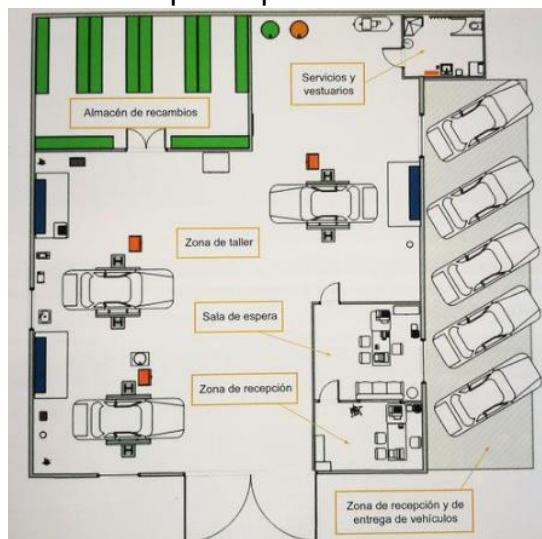 Servicios y
vestuarios
Almacén de recambios
Zona de taller
Sala de espera
Zona de recepción
Zona de recepción y de
entrega de vehículos